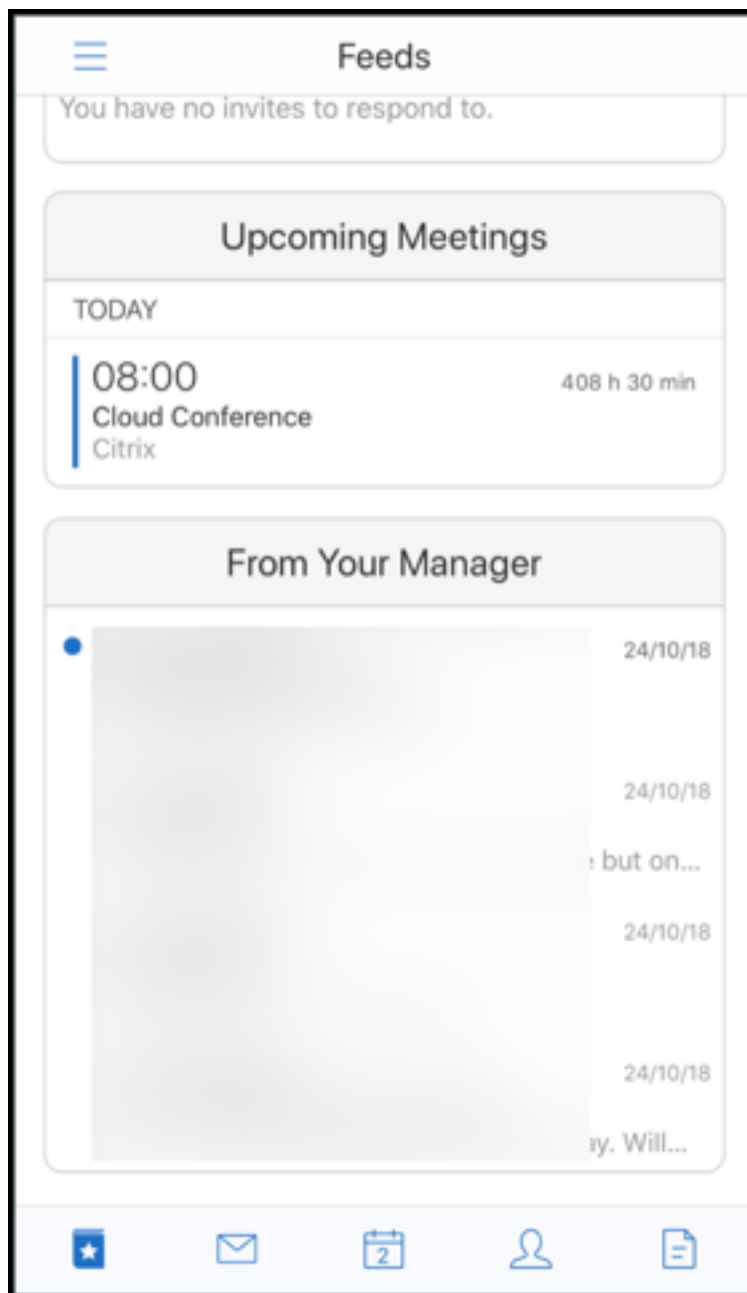 Feeds
You have no invites to respond to.
Upcoming Meetings
TODAY
08:00
408 h 30 min
Cloud Conference
Citrix
From Your Manager
24/10/18
24/10/18
but on...
24/10/18
24/10/18
Will...
2